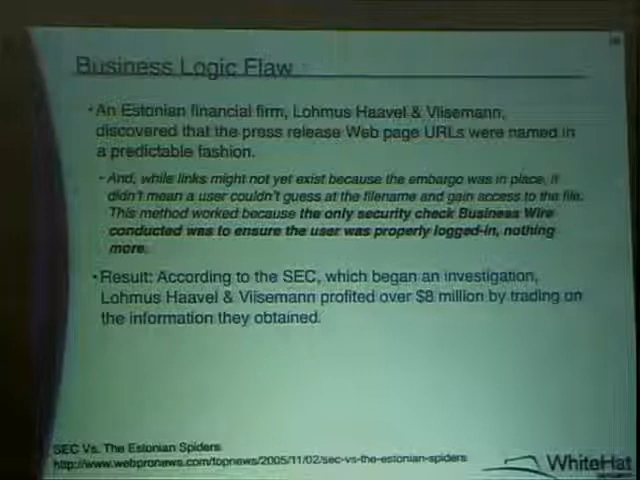 Business Logic Flaw
• An Estonian financial firm, Lohmus Haavel & Viisemann,
discovered that the press release Web page URLs were named in
a predictable fashion.
- And, while links might not yet exist because the embargo was in place, it
didn't mean a user couldn't guess at the filename and gain access to the file.
This method worked because the only security check Business Wire
conducted was to ensure the user was properly logged-in, nothing
more.
• Result: According to the SEC, which began an investigation,
Lohmus Haavel & Viisemann profited over $8 million by trading on
the information they obtained.
SEC Vs. The Estonian Spiders
http://www.webpronews.com/topnews/2005/11/02/sec-vs-the-estonian-spiders
WhiteHat